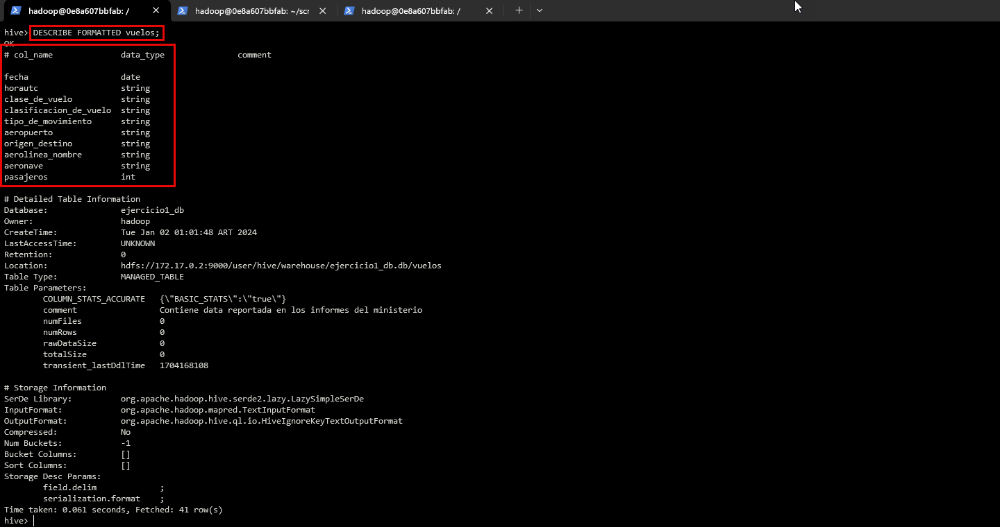 hadoop@0e8a607bbfab: /
hadoop@0e8a607bbfab: ~/scr
hadoop@0e8a607bbfab: /
hive> DESCRIBE FORMATTED vuelos;
OK
# col_name data_type comment
fecha date
horautc string
clase_de_vuelo string
clasificacion_de_vuelo string
tipo_de_movimiento string
aeropuerto string
origen_destino string
aerolinea_nombre string
aeronave string
pasajeros int
# Detailed Table Information
Database: ejercicio1_db
Owner: hadoop
CreateTime: Tue Jan 02 01:01:48 ART 2024
LastAccessTime: UNKNOWN
Retention: 0
Location: hdfs://172.17.0.2:9000/user/hive/warehouse/ejercicio1_db.db/vuelos
Table Type: MANAGED_TABLE
Table Parameters:
COLUMN_STATS_ACCURATE {\"BASIC_STATS\":\"true\"}
comment Contiene data reportada en los informes del ministerio
numFiles 0
numRows 0
rawDataSize 0
totalSize 0
transient_lastDdlTime 1704168108
# Storage Information
SerDe Library: org.apache.hadoop.hive.serde2.lazy.LazySimpleSerDe
InputFormat: org.apache.hadoop.mapred.TextInputFormat
OutputFormat: org.apache.hadoop.hive.ql.io.HiveIgnoreKeyTextOutputFormat
Compressed: No
Num Buckets: -1
Bucket Columns: []
Sort Columns: []
Storage Desc Params:
field.delim ;
serialization.format ;
Time taken: 0.061 seconds, Fetched: 41 row(s)
hive>